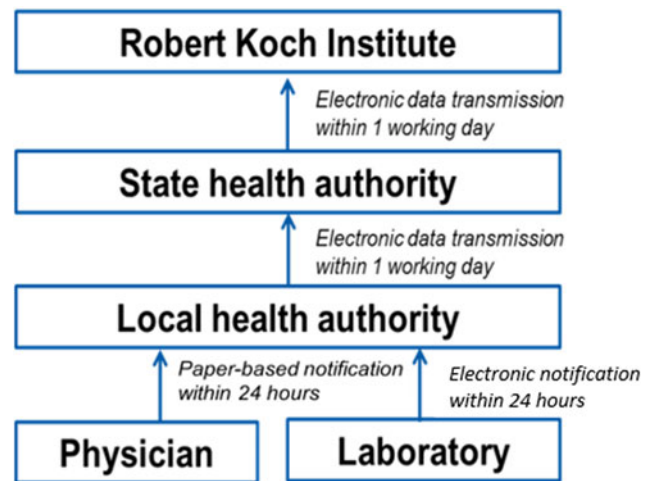 Robert Koch Institute
Electronic data transmission
within 1 working day
State health authority
Electronic data transmission
within 1 working day
Local health authority
Paper-based notification
within 24 hours
Electronic notification
within 24 hours
Physician
Laboratory